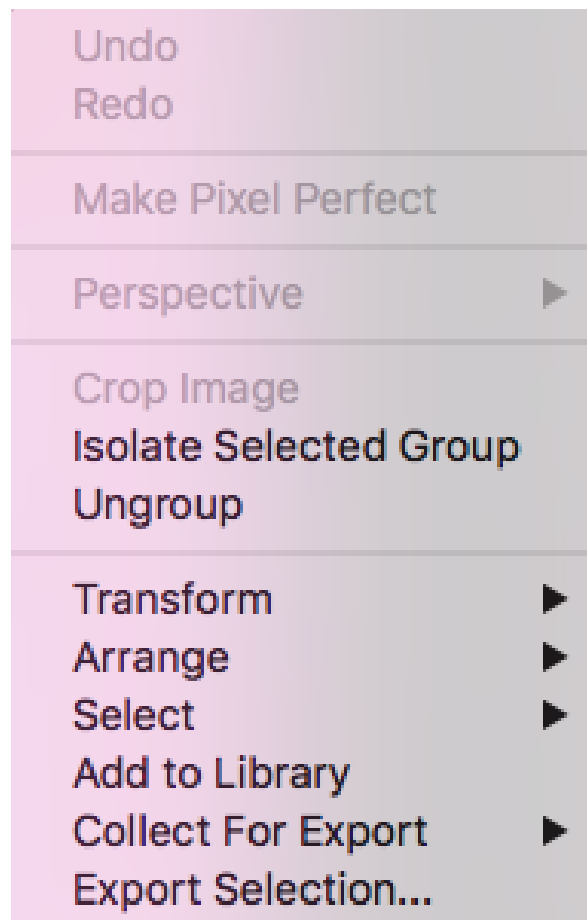 Undo
Redo
Make Pixel Perfect
Perspective
Crop Image
Isolate Selected Group
Ungroup
Transform
Arrange
Select
Add to Library
Collect For Export
Export Selection...